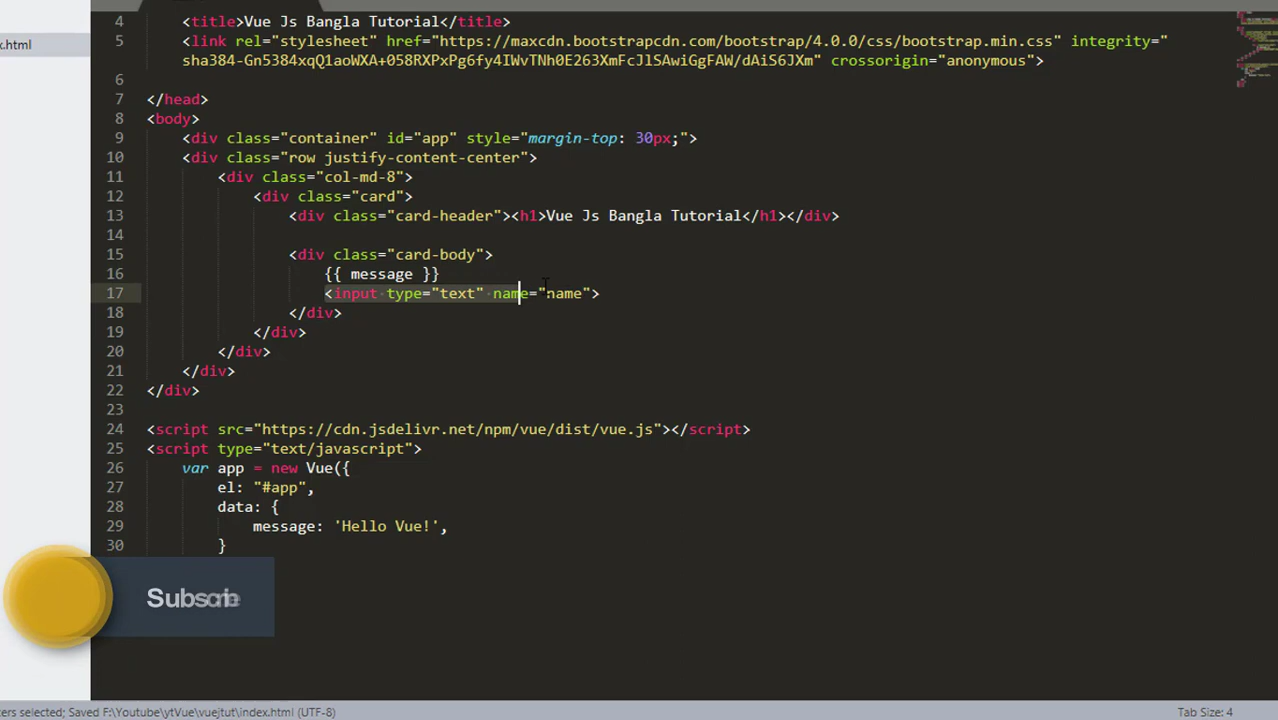 4 <title>Vue Js Bangla Tutorial</title>
x.html
5 <link rel="stylesheet" href="https://maxcdn.bootstrapcdn.com/bootstrap/4.0.0/css/bootstrap.min.css" integrity="
sha384-Gn5384xqQ1aoWXA+058RXPxPg6fy4IWvTNh0E263XmFcJlSAwiGgFAW/dAiS6JXm" crossorigin="anonymous">
6
7 </head>
8 <body>
9 <div class="container" id="app" style="margin-top: 30px;">
10 <div class="row justify-content-center">
11 <div class="col-md-8">
12 <div class="card">
13 <div class="card-header"><h1>Vue Js Bangla Tutorial</h1></div>
14
15 <div class="card-body">
16 {{ message }}
17 <input type="text" name="name">
18 </div>
19 </div>
20 </div>
21 </div>
22 </div>
23
24 <script src="https://cdn.jsdelivr.net/npm/vue/dist/vue.js"></script>
25 <script type="text/javascript">
26 var app = new Vue({
27 el: "#app",
28 data: {
29 message: 'Hello Vue!',
30 }
ters selected; Saved F:\Youtube\ytVue\vuejtut\index.html (UTF-8)
Tab Size: 4